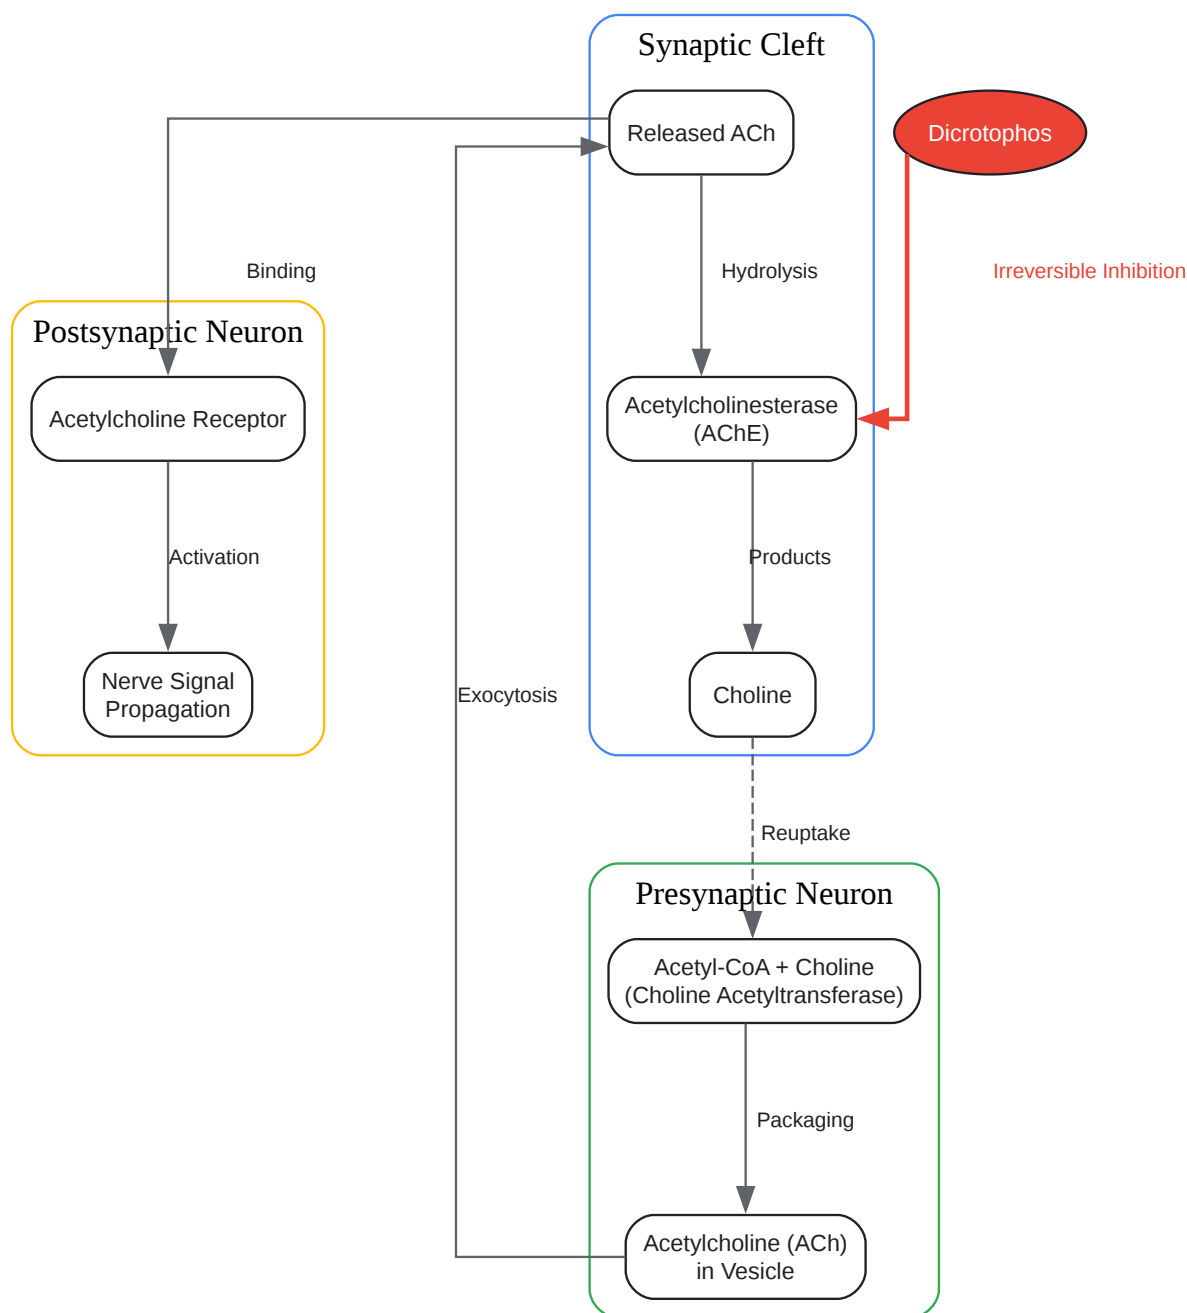 Synaptic Cleft
Released ACh
Dicrotophos
Binding
Hydrolysis
Irreversible Inhibition
Postsynaptic Neuron
Acetylcholine Receptor
Acetylcholinesterase
(AChE)
Activation
Products
Nerve Signal
Propagation
Exocytosis
Choline
Reuptake
Presynaptic Neuron
Acetyl-CoA + Choline
(Choline Acetyltransferase)
Packaging
Acetylcholine (ACh)
in Vesicle